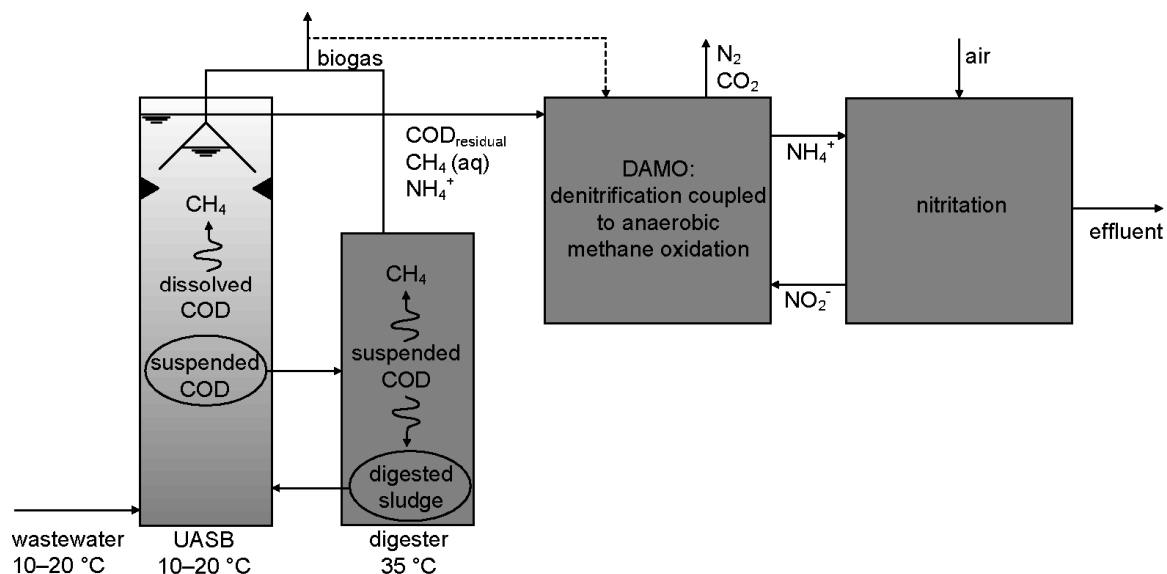 biogas
N₂
CO₂
air
COD_residual
CH₄ (aq)
NH₄⁺
DAMO:
denitrification coupled
to anaerobic
methane oxidation
NH₄⁺
nitritation
effluent
NO₂⁻
CH₄
dissolved
COD
suspended
COD
CH₄
suspended
COD
digested
sludge
wastewater
10–20 °C
UASB
10–20 °C
digester
35 °C